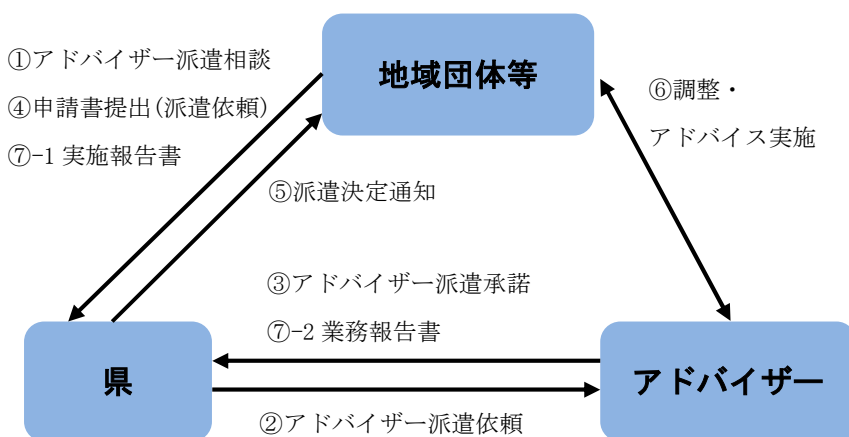 ①アドバイザー派遣相談
④申請書提出(派遣依頼)
⑦-1 実施報告書
地域団体等
⑥調整・
アドバイス実施
⑤派遣決定通知
③アドバイザー派遣承諾
⑦-2 業務報告書
県
アドバイザー
②アドバイザー派遣依頼